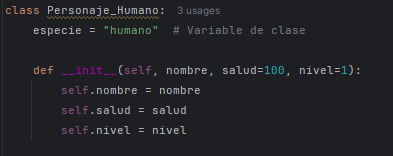 class Personaje_Humano: 3 usages
    especie = "humano"  # Variable de clase

    def __init__(self, nombre, salud=100, nivel=1):
        self.nombre = nombre
        self.salud = salud
        self.nivel = nivel